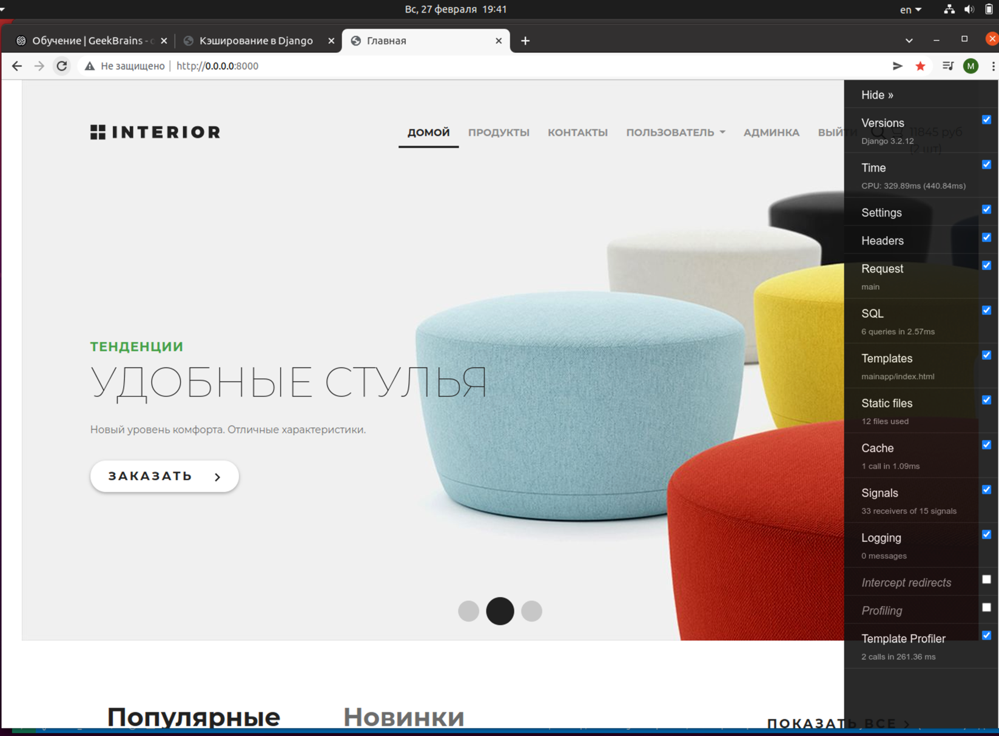 Вс, 27 февраля 19:41
en
Обучение | GeekBrains -
Кэширование в Django
Главная
Не защищено
http://0.0.0.0:8000
M
INTERIOR
ДОМОЙ
ПРОДУКТЫ
КОНТАКТЫ
ПОЛЬЗОВАТЕЛЬ
АДМИНКА
ВЫЙТИ
11845 руб
(2 шт)
ТЕНДЕНЦИИ
УДОБНЫЕ СТУЛЬЯ
Новый уровень комфорта. Отличные характеристики.
ЗАКАЗАТЬ
Популярные
Новинки
ПОКАЗАТЬ ВСЕ
Hide »
Versions
Django 3.2.12
Time
CPU: 329.89ms (440.84ms)
Settings
Headers
Request
main
SQL
6 queries in 2.57ms
Templates
mainapp/index.html
Static files
12 files used
Cache
1 call in 1.09ms
Signals
33 receivers of 15 signals
Logging
0 messages
Intercept redirects
Profiling
Template Profiler
2 calls in 261.36 ms